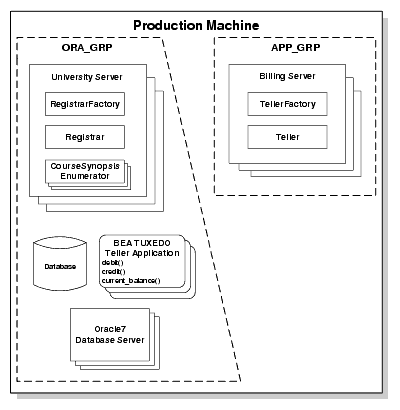 Production Machine
ORA_GRP
University Server
RegistrarFactory
Registrar
CourseSynopsis
Enumerator
Database
BEA TUXEDO
Teller Application
debit()
credit()
current_balance()
Oracle7
Database Server
APP_GRP
Billing Server
TellerFactory
Teller